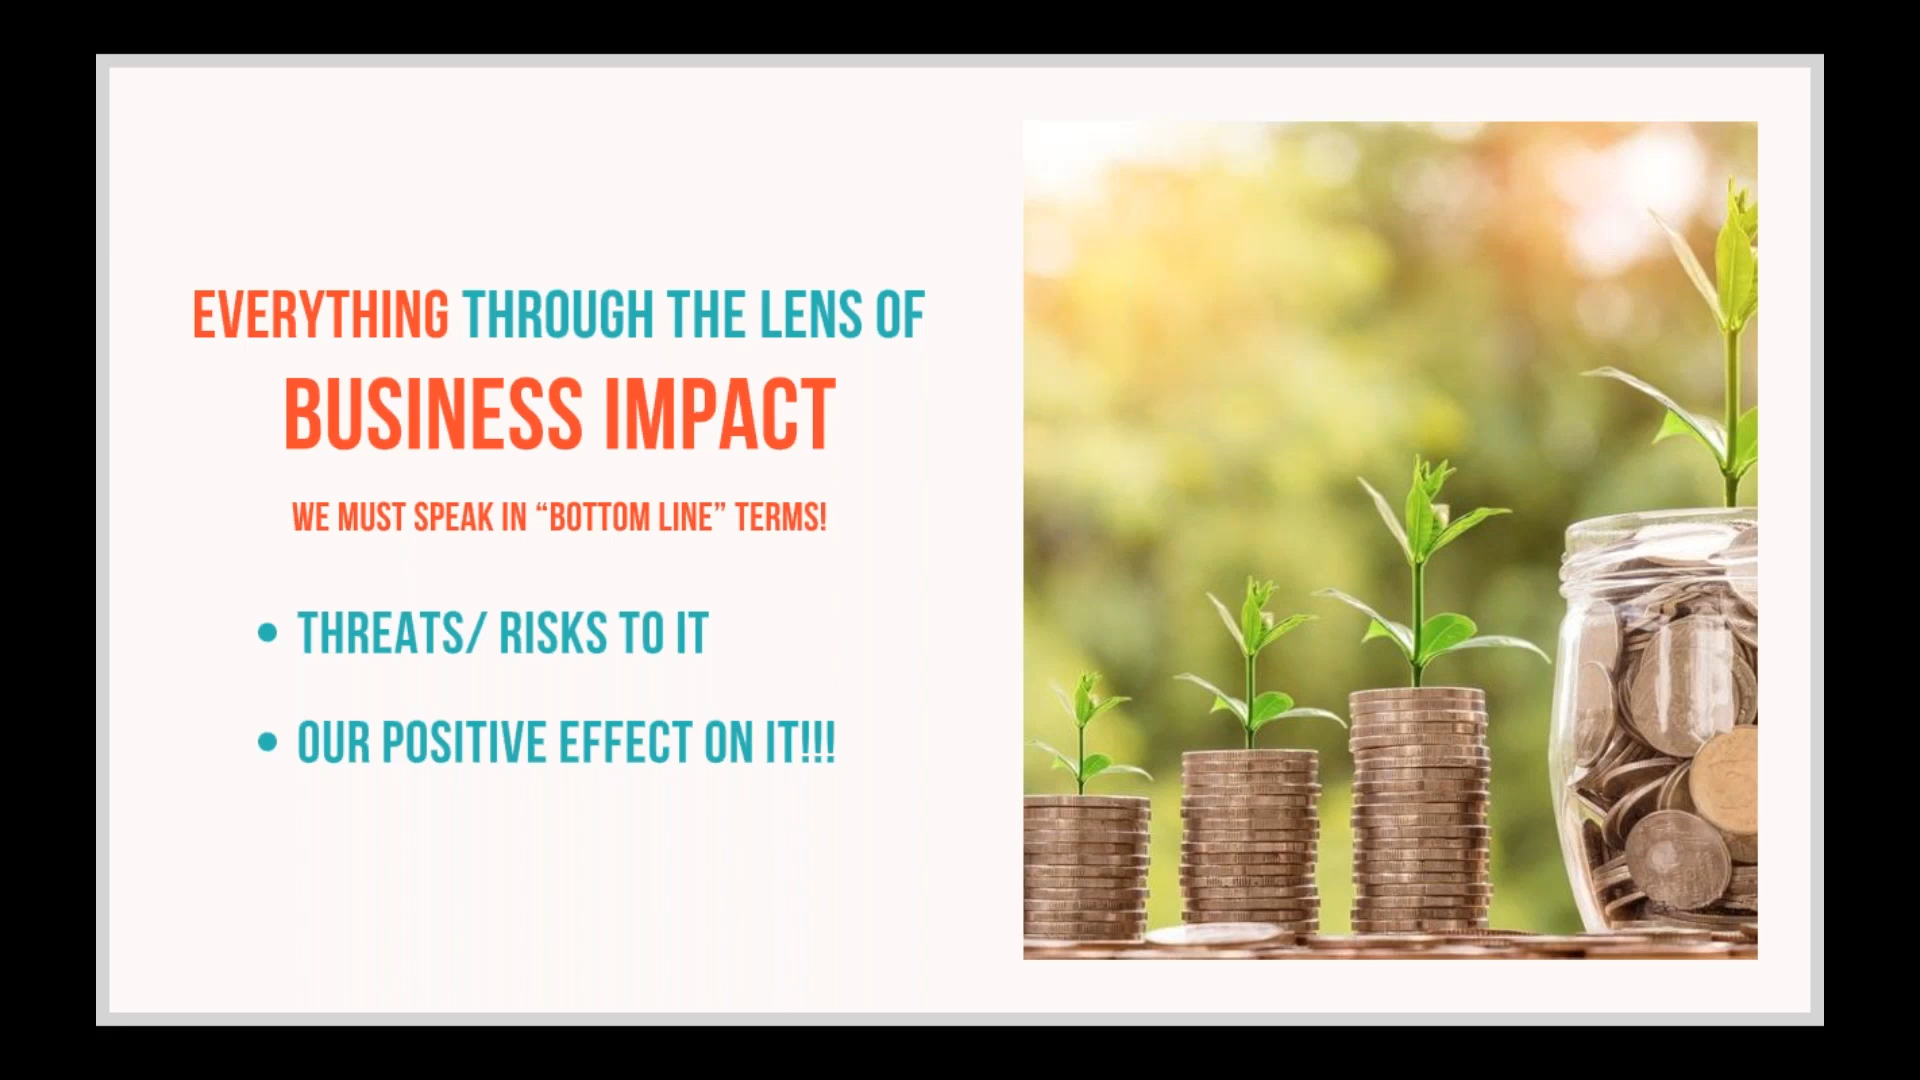 EVERYTHING THROUGH THE LENS OF
BUSINESS IMPACT
WE MUST SPEAK IN “BOTTOM LINE” TERMS!
• THREATS/ RISKS TO IT
• OUR POSITIVE EFFECT ON IT!!!